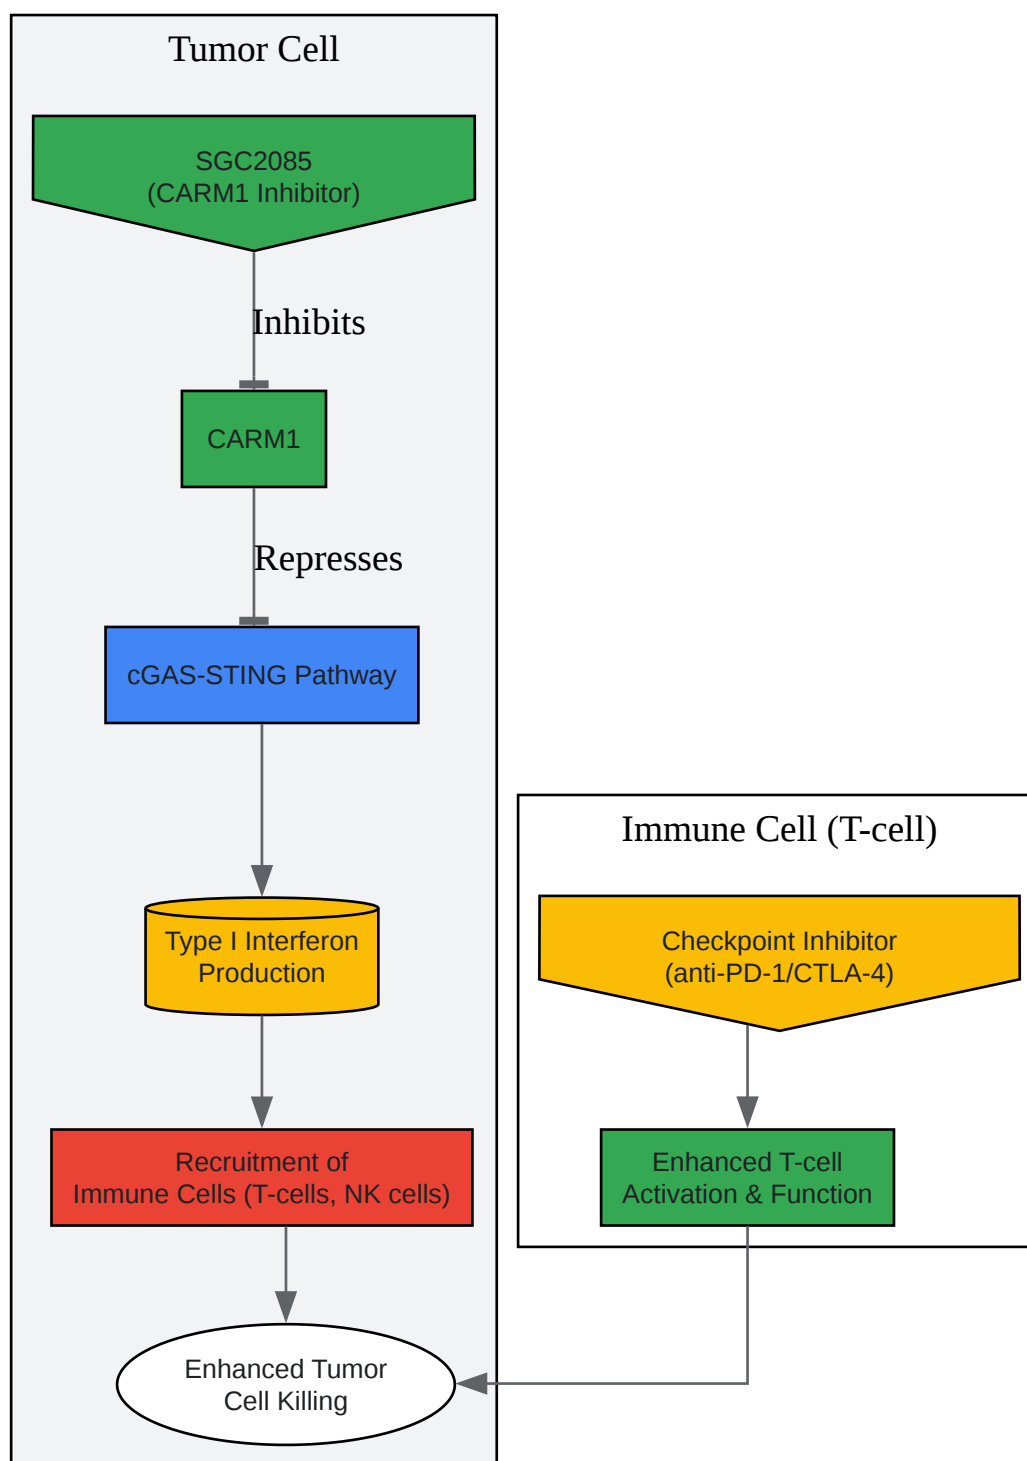 Tumor Cell
SGC2085
(CARM1 Inhibitor)
Inhibits
CARM1
Represses
cGAS-STING Pathway
Type I Interferon
Production
Recruitment of
Immune Cells (T-cells, NK cells)
Enhanced Tumor
Cell Killing
Immune Cell (T-cell)
Checkpoint Inhibitor
(anti-PD-1/CTLA-4)
Enhanced T-cell
Activation & Function